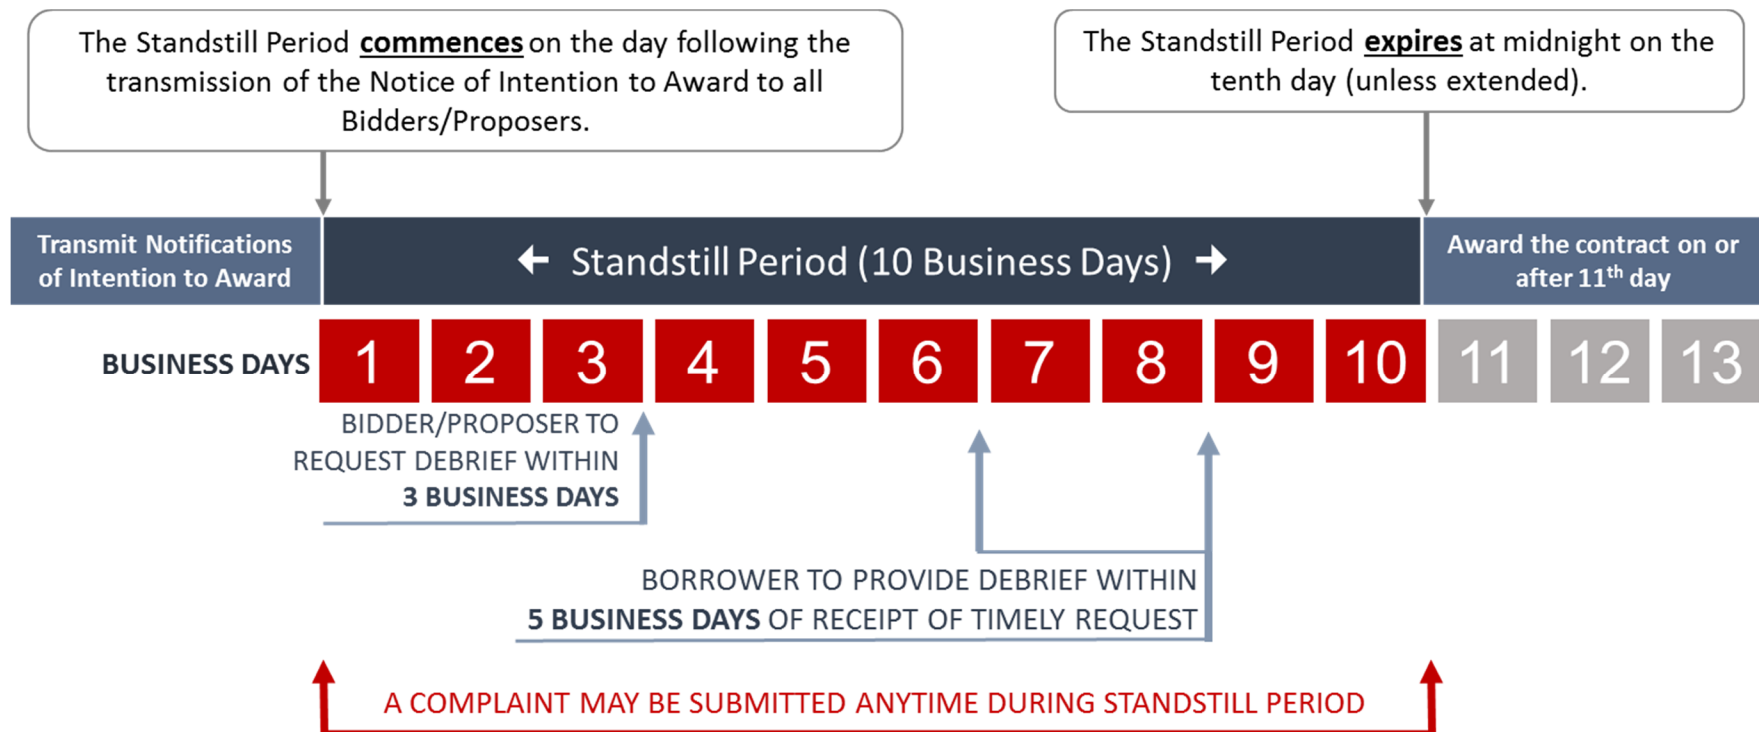 The Standstill Period commences on the day following the
transmission of the Notice of Intention to Award to all
Bidders/Proposers.
The Standstill Period expires at midnight on the
tenth day (unless extended).
Transmit Notifications
of Intention to Award
Standstill Period (10 Business Days)
Award the contract on or
after 11th day
BUSINESS DAYS 1 2 3 4 5 6 7 8 9 10 11 12 13
BIDDER/PROPOSER TO
REQUEST DEBRIEF WITHIN
3 BUSINESS DAYS
BORROWER TO PROVIDE DEBRIEF WITHIN
5 BUSINESS DAYS OF RECEIPT OF TIMELY REQUEST
A COMPLAINT MAY BE SUBMITTED ANYTIME DURING STANDSTILL PERIOD